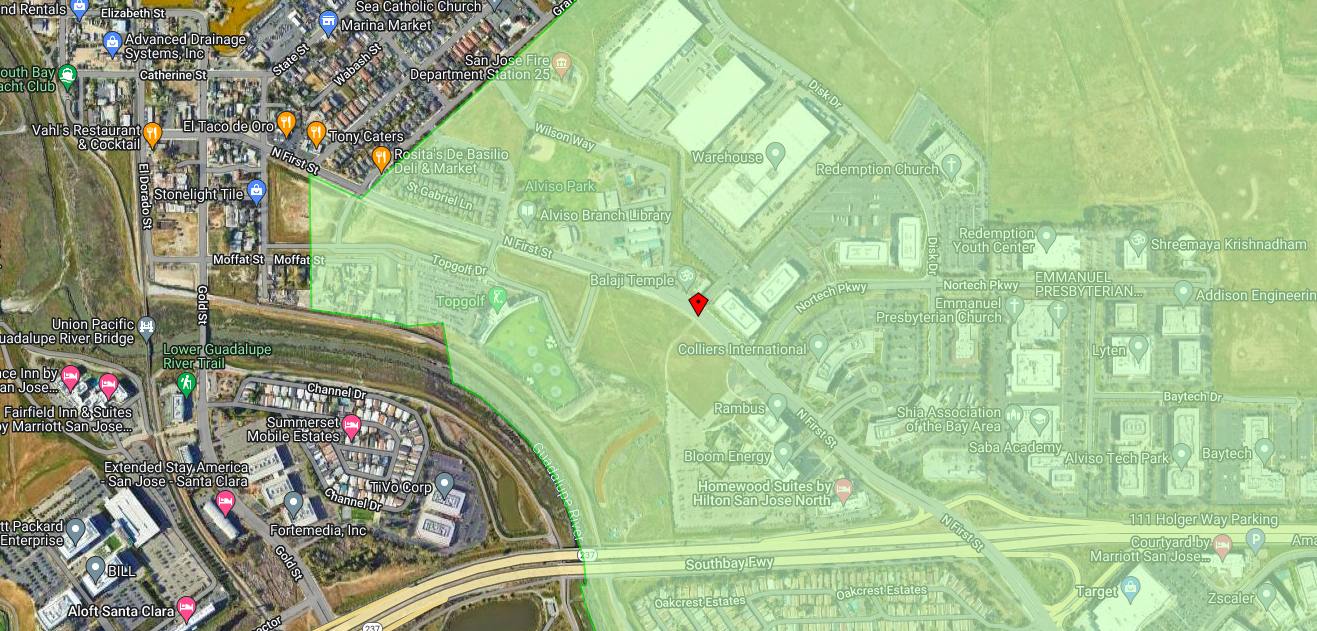 nd Rentals
Elizabeth St
Sea Catholic Church
Gran
Marina Market
Advanced Drainage
Systems, Inc
State St
Wabash St
San Jose Fire
Department Station 25
outh Bay
acht Club
Catherine St
Disk Dr
El Taco de Oro
Tony Caters
Vahl's Restaurant
& Cocktail
Wilson Way
N First St
Rosita's De Basilio
Deli & Market
Warehouse
Redemption Church
El Dorado St
Stonelight Tile
St Gabriel Ln
Alviso Park
Alviso Branch Library
N First St
Redemption
Youth Center
Shreemaya Krishnadham
Disk Dr
Moffat St
Moffat St
Topgolf Dr
Balaji Temple
Topgolf
Nortech Pkwy
Nortech Pkwy
EMMANUEL
PRESBYTERIAN...
Addison Engineerin
Gold St
Emmanuel
Presbyterian Church
Union Pacific
uadalupe River Bridge
Lower Guadalupe
River Trail
Colliers International
Lyten
ce Inn by
an Jose...
Channel Dr
Baytech Dr
Fairfield Inn & Suites
by Marriott San Jose...
Summerset
Mobile Estates
Rambus
N First St
Shia Association
of the Bay Area
Saba Academy
Alviso Tech Park
Baytech
Bloom Energy
Guadalupe River
Extended Stay America
- San Jose - Santa Clara
TiVo Corp
Channel Dr
Homewood Suites by
Hilton San Jose North
Fortemedia, Inc
N First St
111 Holger Way Parking
tt Packard
Enterprise
Courtyard by
Marriott San Jose...
Ama
237
Southbay Fwy
BILL
Gold St
Oakcrest Estates
Oakcrest Estates
Target
Zscaler
Aloft Santa Clara
ector
237